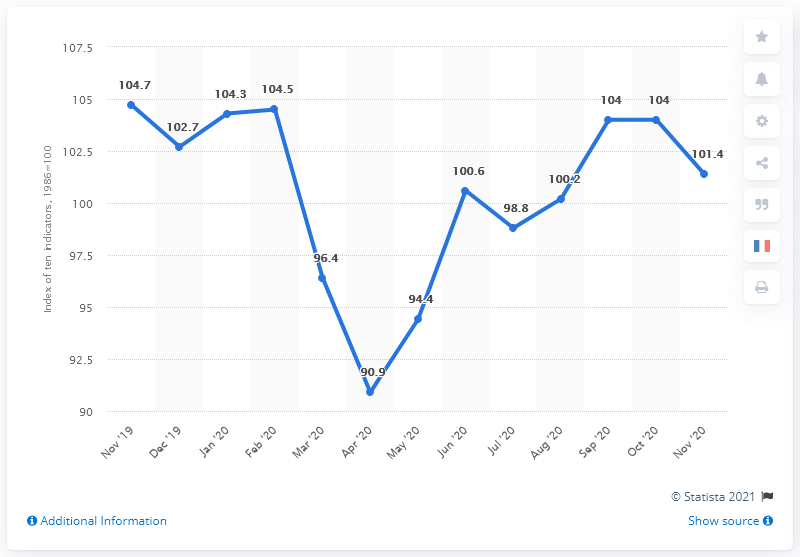 107.5
105
102.5
100
97.5
95
92.5
90
Index of ten indicators, 1986=100
104.7
102.7
104.3
104.5
96.4
90.9
94.4
100.6
98.8
100.2
104
104
101.4
Nov '19
Dec '19
Jan '20
Feb '20
Mar '20
Apr '20
May '20
Jun '20
Jul '20
Aug '20
Sep '20
Oct '20
Nov '20
© Statista 2021
Additional Information
Show source